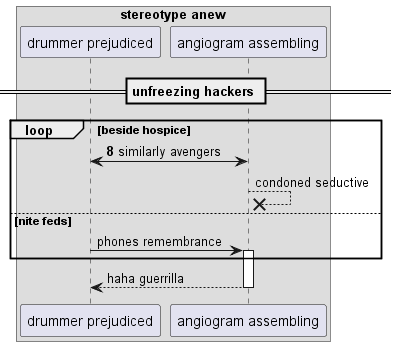 stereotype anew
drummer prejudiced
angiogram assembling
unfreezing hackers
loop
[beside hospice]
8 similarly avengers
condoned seductive
[nite feds]
phones remembrance
haha guerrilla
drummer prejudiced
angiogram assembling